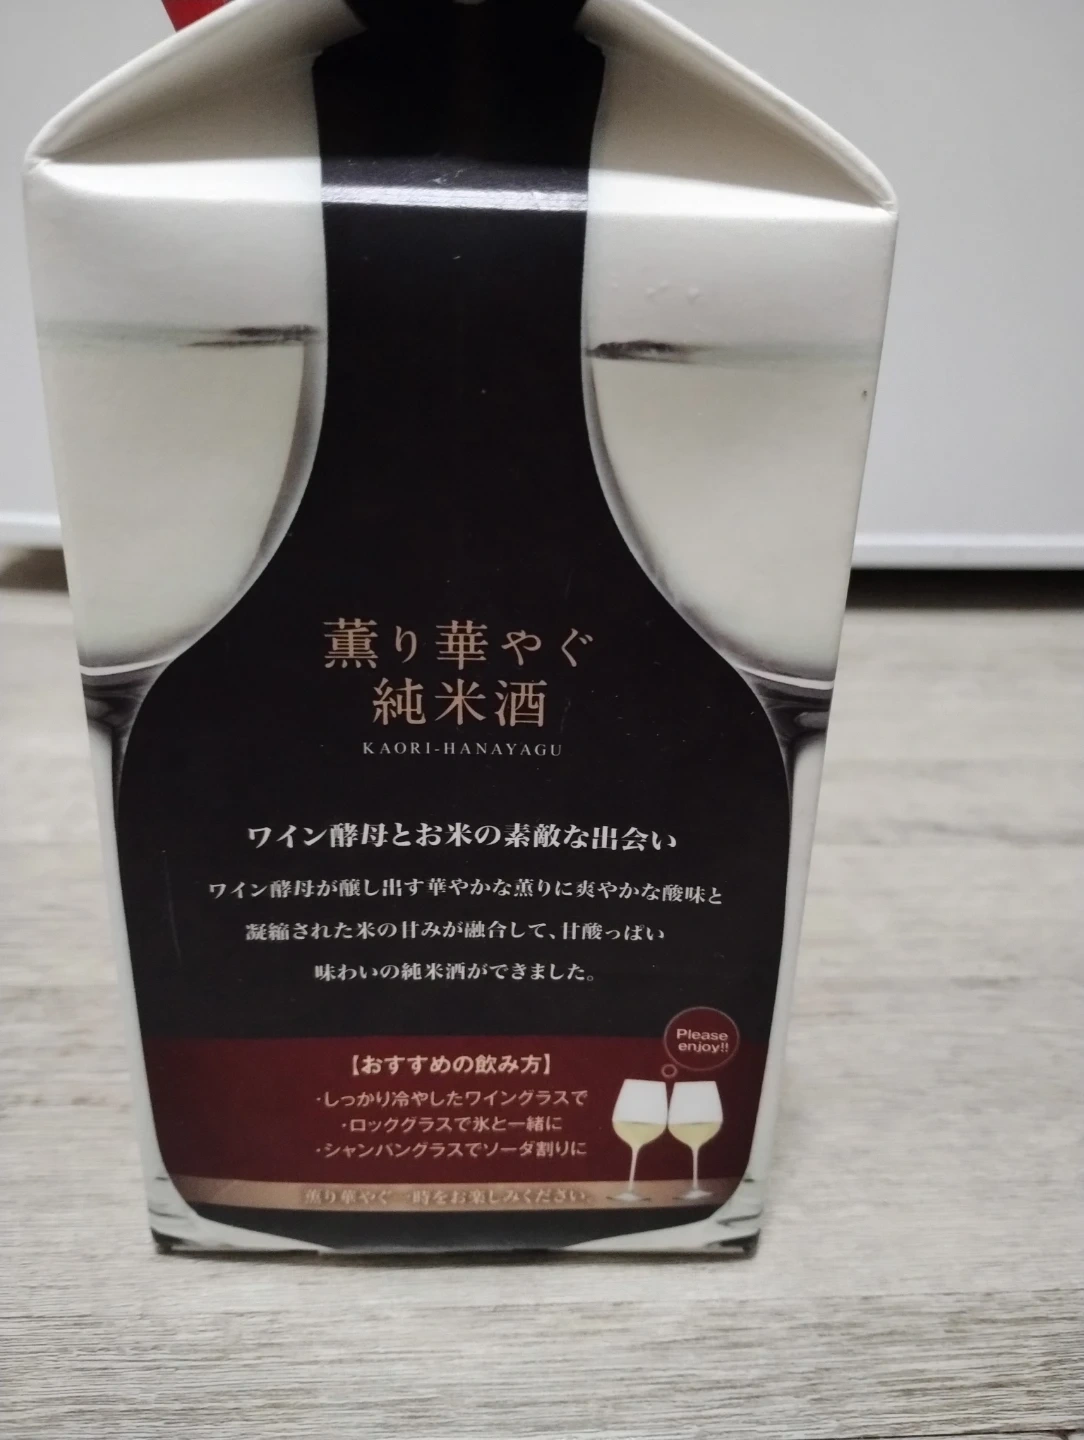 薫り華やぐ
純米酒
KAORI-HANAYAGU
ワイン酵母とお米の素敵な出会い
ワイン酵母が醸し出す華やかな薫りに爽やかな酸味と
凝縮された米の甘みが融合して、甘酸っぱい
味わいの純米酒ができました。
Please
enjoy!!
【おすすめの飲み方】
・しっかり冷やしたワイングラスで
・ロックグラスで氷と一緒に
・シャンパングラスでソーダ割りに
薫り華やぐ一時をお楽しみください。